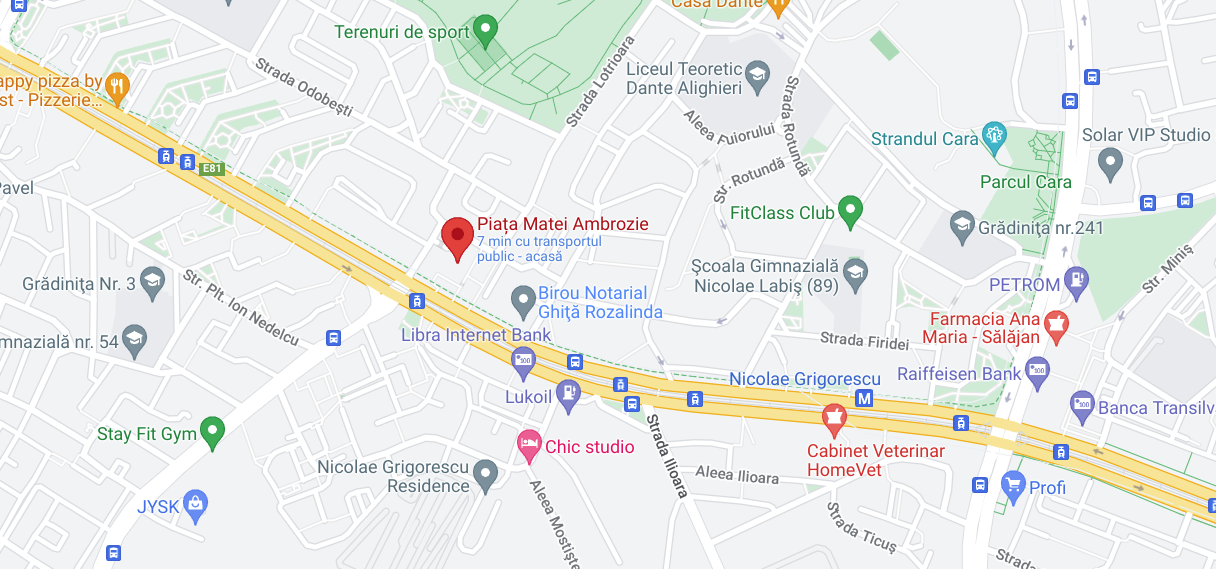 Casa Dante
Terenuri de sport
Strada Lotrioara
Liceul Teoretic
Dante Alighieri
Strada Odobești
appy pizza by
st - Pizzerie...
Strada Rotundă
Aleea Fuiorului
Strandul Cara
Solar VIP Studio
E81
Str. Rotundă
Parcul Cara
Pavel
Piața Matei Ambrozie
7 min cu transportul
public - acasă
FitClass Club
Grădinița nr.241
Str. Miniș
Grădiniţa Nr. 3
Str. Plt. Ion Nedelcu
Birou Notarial
Ghiță Rozalinda
Școala Gimnazială
Nicolae Labiș (89)
PETROM
mnazială nr. 54
Libra Internet Bank
Farmacia Ana
Maria - Sălăjan
Strada Firidei
Nicolae Grigorescu
M
Raiffeisen Bank
Lukoil
Banca Transilv
Stay Fit Gym
Chic studio
Strada Ilioara
Cabinet Veterinar
HomeVet
Nicolae Grigorescu
Residence
Aleea Ilioara
JYSK
Aleea Mostiște
Profi
Strada Ticuș
Strada